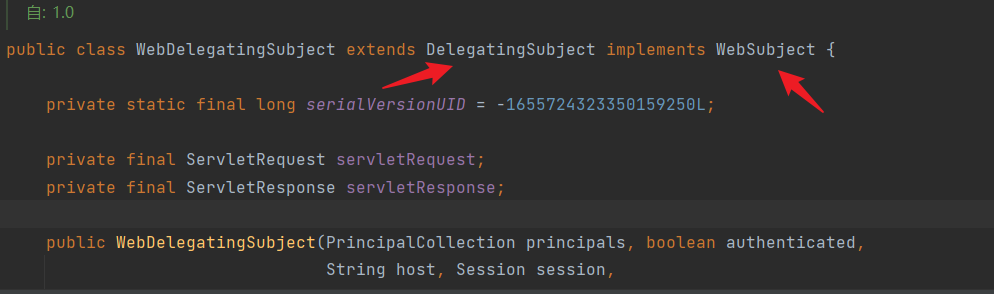 自: 1.0
public class WebDelegatingSubject extends DelegatingSubject implements WebSubject {
private static final long serialVersionUID = -1655724323350159250L;
private final ServletRequest servletRequest;
private final ServletResponse servletResponse;
public WebDelegatingSubject(PrincipalCollection principals, boolean authenticated,
String host, Session session,